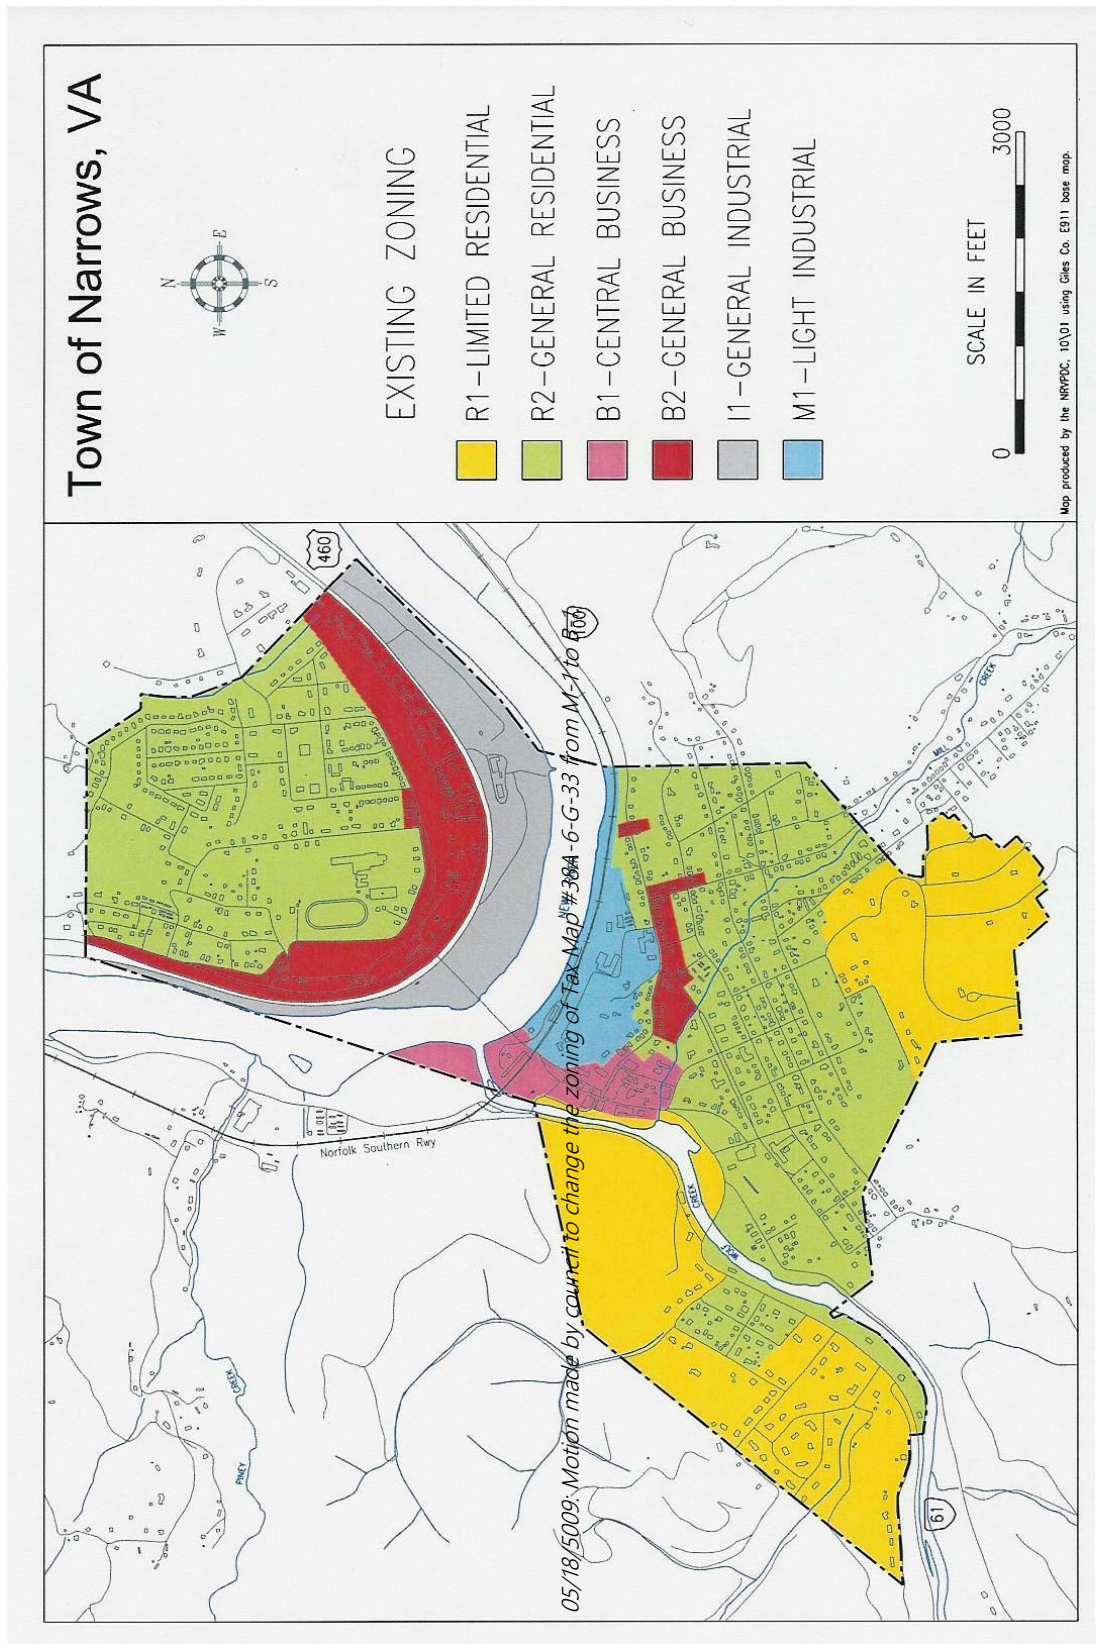 Town of Narrows, VA
N
W
E
S
EXISTING ZONING
R1-LIMITED RESIDENTIAL
R2-GENERAL RESIDENTIAL
B1-CENTRAL BUSINESS
B2-GENERAL BUSINESS
I1-GENERAL INDUSTRIAL
M1-LIGHT INDUSTRIAL
SCALE IN FEET
0
3000
Map produced by the NRVPDC, 10\01 using Giles Co. E911 base map.
460
100
61
Norfolk Southern Rwy
PINEY
CREEK
WOLF
CREEK
MILL
CREEK
05/18/5009: Motion made by council to change the zoning of Tax Map #38A-6-G-33 from M-1 to B-1